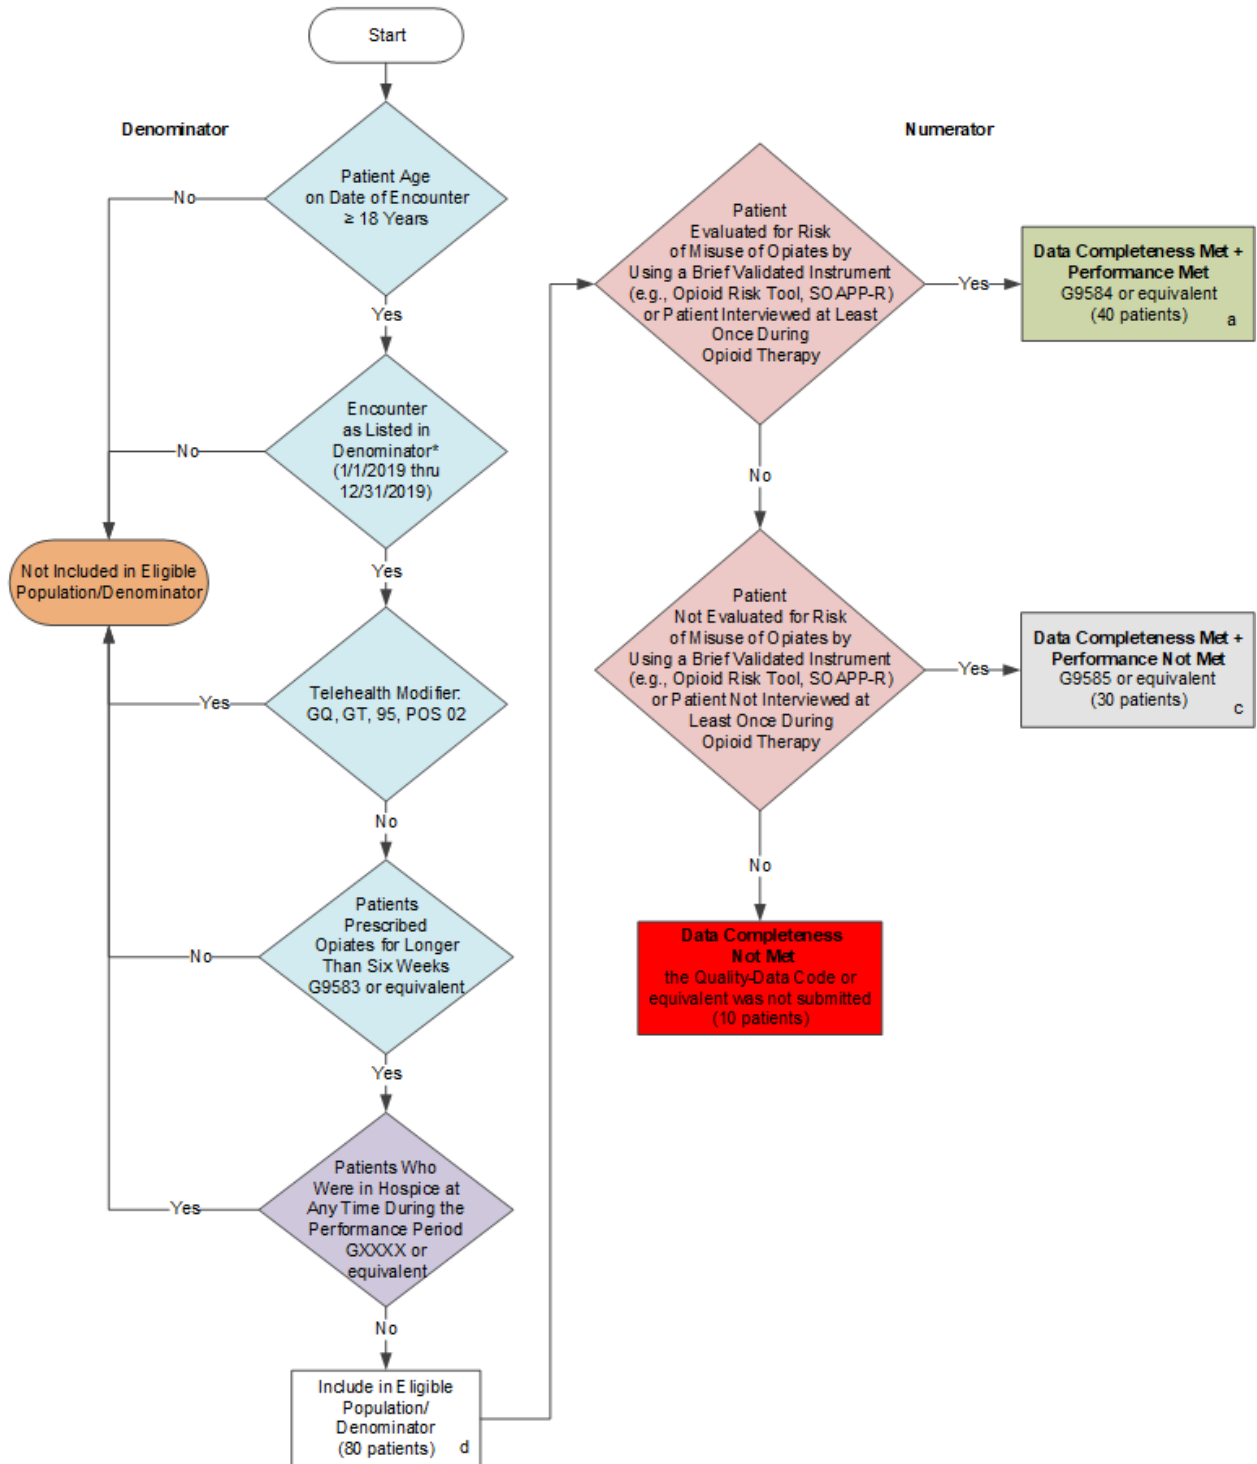 Start
Denominator
Patient Age
on Date of Encounter
≥ 18 Years
No
Yes
Encounter
as Listed in
Denominator*
(1/1/2019 thru
12/31/2019)
No
Yes
Not Included in Eligible
Population/Denominator
Telehealth Modifier:
GQ, GT, 95, POS 02
Yes
No
Patients
Prescribed
Opiates for Longer
Than Six Weeks
G9583 or equivalent
No
Yes
Patients Who
Were in Hospice at
Any Time During the
Performance Period
GXXXX or
equivalent
Yes
No
Include in Eligible
Population/
Denominator
(80 patients) d
Numerator
Patient
Evaluated for Risk
of Misuse of Opiates by
Using a Brief Validated Instrument
(e.g., Opioid Risk Tool, SOAPP-R)
or Patient Interviewed at Least
Once During
Opioid Therapy
Yes
Data Completeness Met +
Performance Met
G9584 or equivalent
(40 patients) a
No
Patient
Not Evaluated for Risk
of Misuse of Opiates by
Using a Brief Validated Instrument
(e.g., Opioid Risk Tool, SOAPP-R)
or Patient Not Interviewed at
Least Once During
Opioid Therapy
Yes
Data Completeness Met +
Performance Not Met
G9585 or equivalent
(30 patients) c
No
Data Completeness
Not Met
the Quality-Data Code or
equivalent was not submitted
(10 patients)